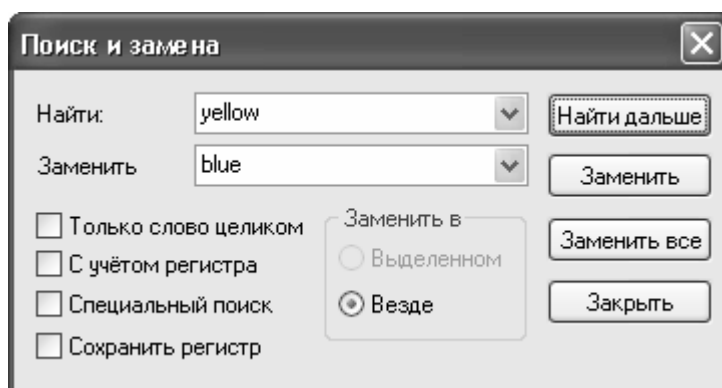 Поиск и замена
Найти: yellow Найти дальше
Заменить blue Заменить
Только слово целиком
С учётом регистра
Специальный поиск
Сохранить регистр
Заменить в
Выделенном
Везде
Заменить все
Закрыть